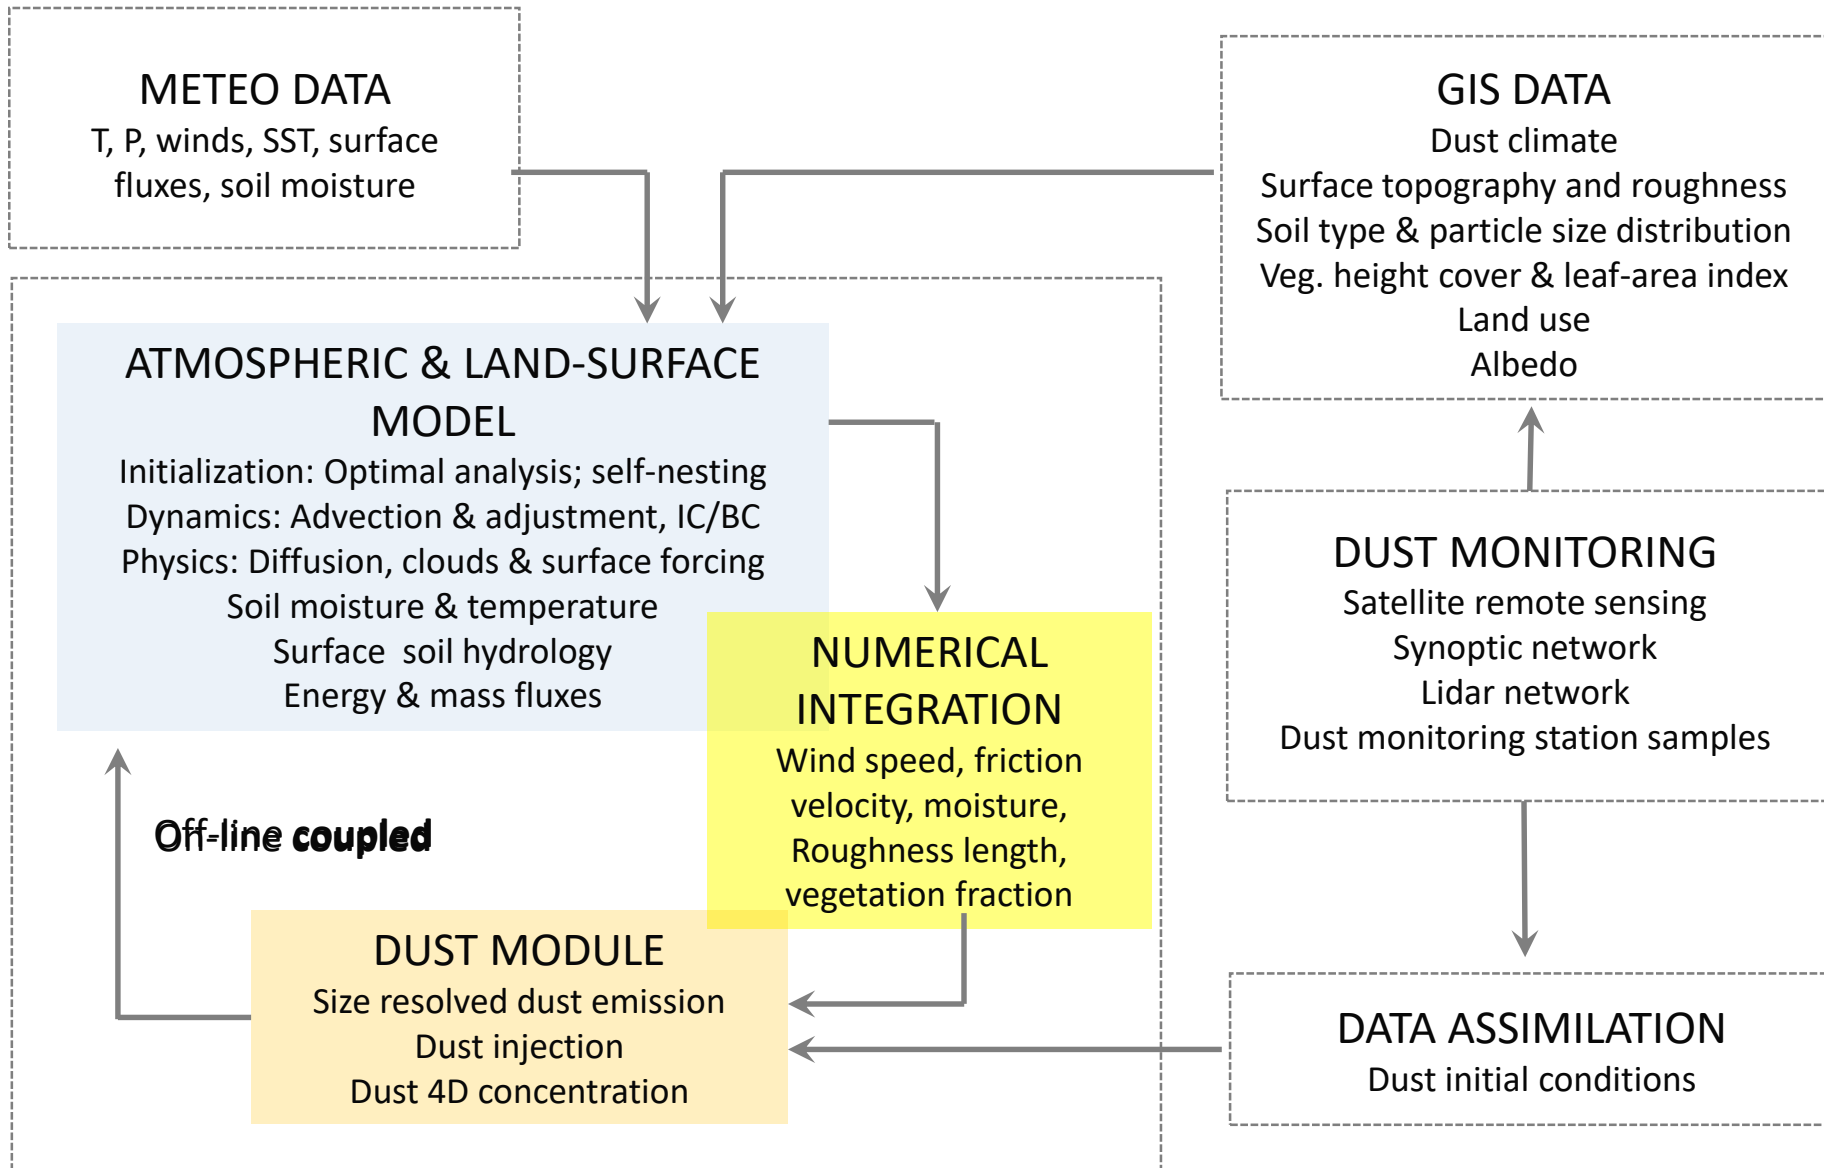 METEO DATA
T, P, winds, SST, surface
fluxes, soil moisture
GIS DATA
Dust climate
Surface topography and roughness
Soil type & particle size distribution
Veg. height cover & leaf-area index
Land use
Albedo
ATMOSPHERIC & LAND-SURFACE
MODEL
Initialization: Optimal analysis; self-nesting
Dynamics: Advection & adjustment, IC/BC
Physics: Diffusion, clouds & surface forcing
Soil moisture & temperature
Surface soil hydrology
Energy & mass fluxes
NUMERICAL
INTEGRATION
Wind speed, friction
velocity, moisture,
Roughness length,
vegetation fraction
DUST MONITORING
Satellite remote sensing
Synoptic network
Lidar network
Dust monitoring station samples
Off-line coupled
DUST MODULE
Size resolved dust emission
Dust injection
Dust 4D concentration
DATA ASSIMILATION
Dust initial conditions